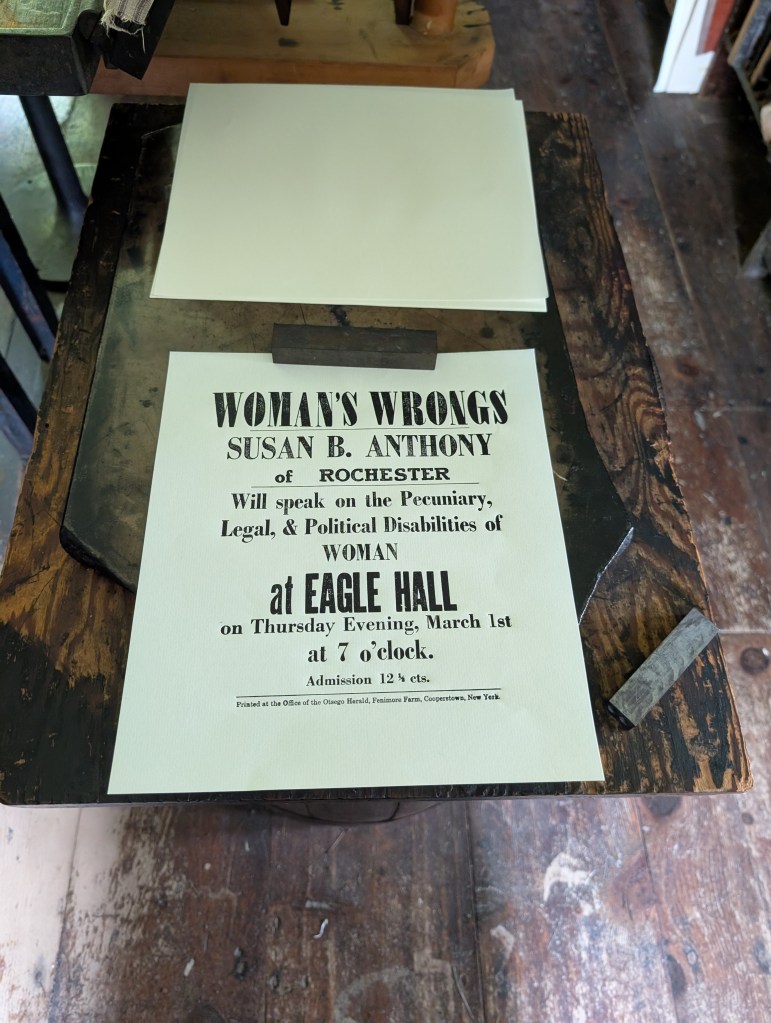 WOMAN'S WRONGS
SUSAN B. ANTHONY
of ROCHESTER
Will speak on the Pecuniary,
Legal, & Political Disabilities of
WOMAN
at EAGLE HALL
on Thursday Evening, March 1st
at 7 o'clock.
Admission 12 ½ cts.
Printed at the Office of the Otsego Herald, Fenimore Farm, Cooperstown, New York.